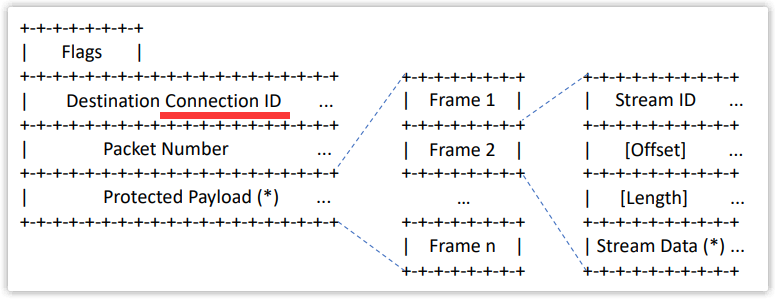 +-+-+-+-+-+-+-+-+
| Flags |
+-+-+-+-+-+-+-+-+-+-+-+-+-+-+-+-+-+-+-+-+-+
| Destination Connection ID ...
+-+-+-+-+-+-+-+-+-+-+-+-+-+-+-+-+-+-+-+-+-+
| Packet Number ...
+-+-+-+-+-+-+-+-+-+-+-+-+-+-+-+-+-+-+-+-+-+
| Protected Payload (*) ...
+-+-+-+-+-+-+-+-+-+-+-+-+-+-+-+-+-+-+-+-+-+
+-+-+-+-+-+-+-+-+
| Frame 1 |
+-+-+-+-+-+-+-+-+
| Frame 2 |
+-+-+-+-+-+-+-+-+
...
+-+-+-+-+-+-+-+-+
| Frame n |
+-+-+-+-+-+-+-+-+
+-+-+-+-+-+-+-+-+-+-+
| Stream ID ...
+-+-+-+-+-+-+-+-+-+-+
| [Offset] ...
+-+-+-+-+-+-+-+-+-+-+
| [Length] ...
+-+-+-+-+-+-+-+-+-+-+
| Stream Data (*) ...
+-+-+-+-+-+-+-+-+-+-+